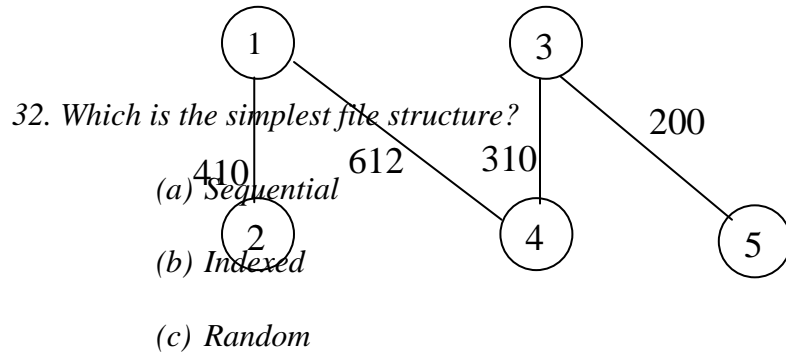 1 3
32. Which is the simplest file structure?
200
410 612 310
(a) Sequential
2 4 5
(b) Indexed
(c) Random